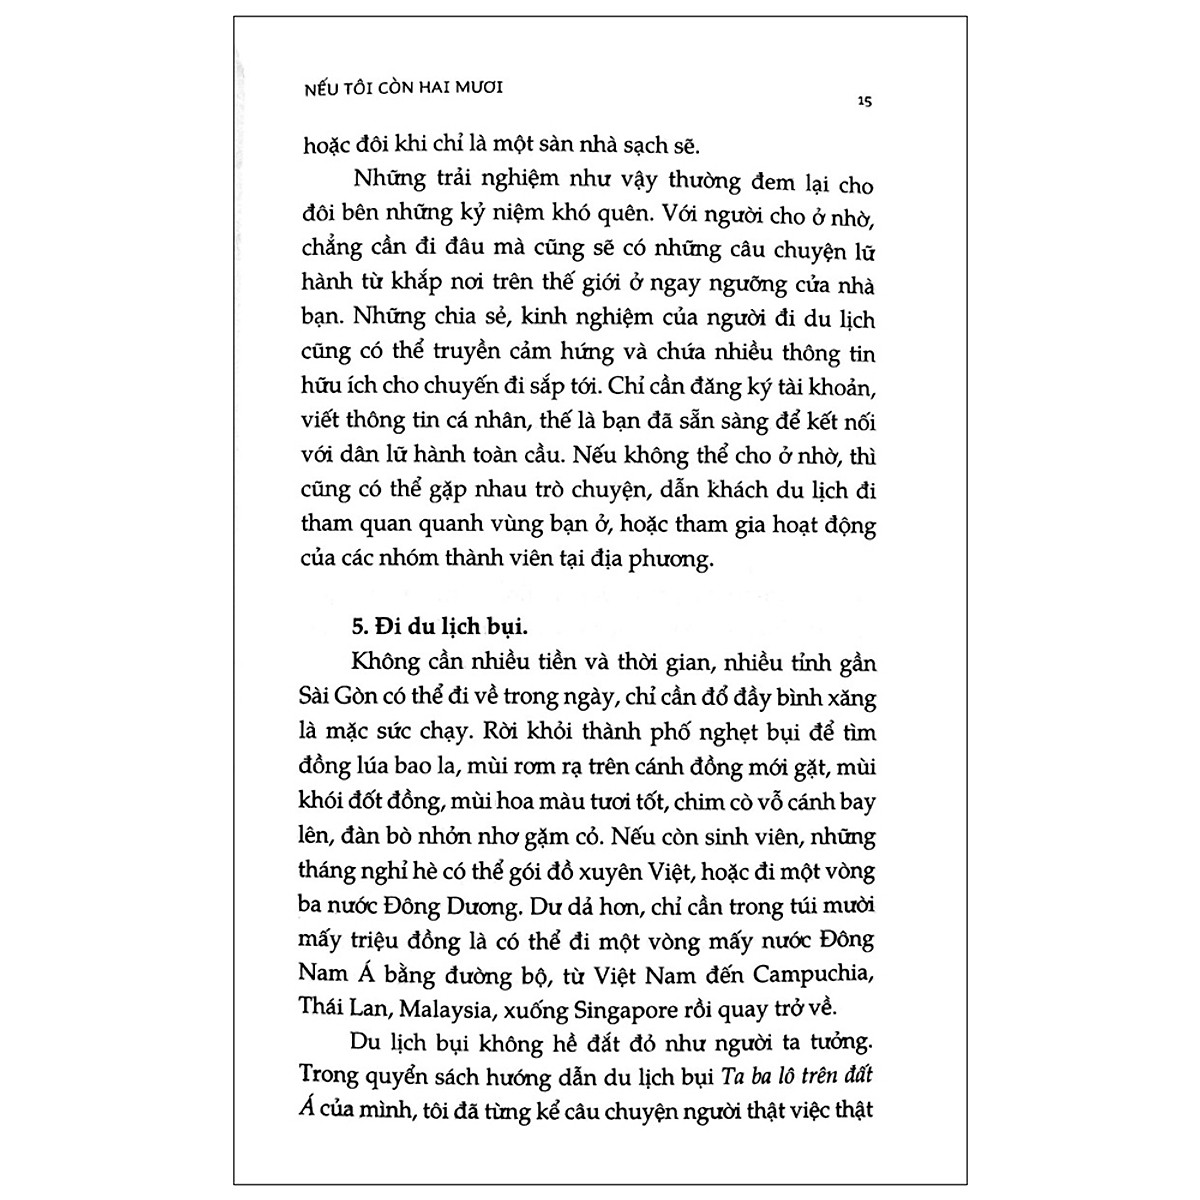 NẾU TÔI CÒN HAI MƯƠI
15
hoặc đôi khi chỉ là một sàn nhà sạch sẽ.
Những trải nghiệm như vậy thường đem lại cho
đôi bên những kỷ niệm khó quên. Với người cho ở nhờ,
chẳng cần đi đâu mà cũng sẽ có những câu chuyện lữ
hành từ khắp nơi trên thế giới ở ngay ngưỡng cửa nhà
bạn. Những chia sẻ, kinh nghiệm của người đi du lịch
cũng có thể truyền cảm hứng và chứa nhiều thông tin
hữu ích cho chuyến đi sắp tới. Chỉ cần đăng ký tài khoản,
viết thông tin cá nhân, thế là bạn đã sẵn sàng để kết nối
với dân lữ hành toàn cầu. Nếu không thể cho ở nhờ, thì
cũng có thể gặp nhau trò chuyện, dẫn khách du lịch đi
tham quan quanh vùng bạn ở, hoặc tham gia hoạt động
của các nhóm thành viên tại địa phương.
5. Đi du lịch bụi.
Không cần nhiều tiền và thời gian, nhiều tỉnh gần
Sài Gòn có thể đi về trong ngày, chỉ cần đổ đầy bình xăng
là mặc sức chạy. Rời khỏi thành phố nghẹt bụi để tìm
đồng lúa bao la, mùi rơm rạ trên cánh đồng mới gặt, mùi
khói đốt đồng, mùi hoa màu tươi tốt, chim cò vỗ cánh bay
lên, đàn bò nhởn nhơ gặm cỏ. Nếu còn sinh viên, những
tháng nghỉ hè có thể gói đồ xuyên Việt, hoặc đi một vòng
ba nước Đông Dương. Dư dả hơn, chỉ cần trong túi mười
mấy triệu đồng là có thể đi một vòng mấy nước Đông
Nam Á bằng đường bộ, từ Việt Nam đến Campuchia,
Thái Lan, Malaysia, xuống Singapore rồi quay trở về.
Du lịch bụi không hề đắt đỏ như người ta tưởng.
Trong quyển sách hướng dẫn du lịch bụi Ta ba lô trên đất
Á của mình, tôi đã từng kể câu chuyện người thật việc thật